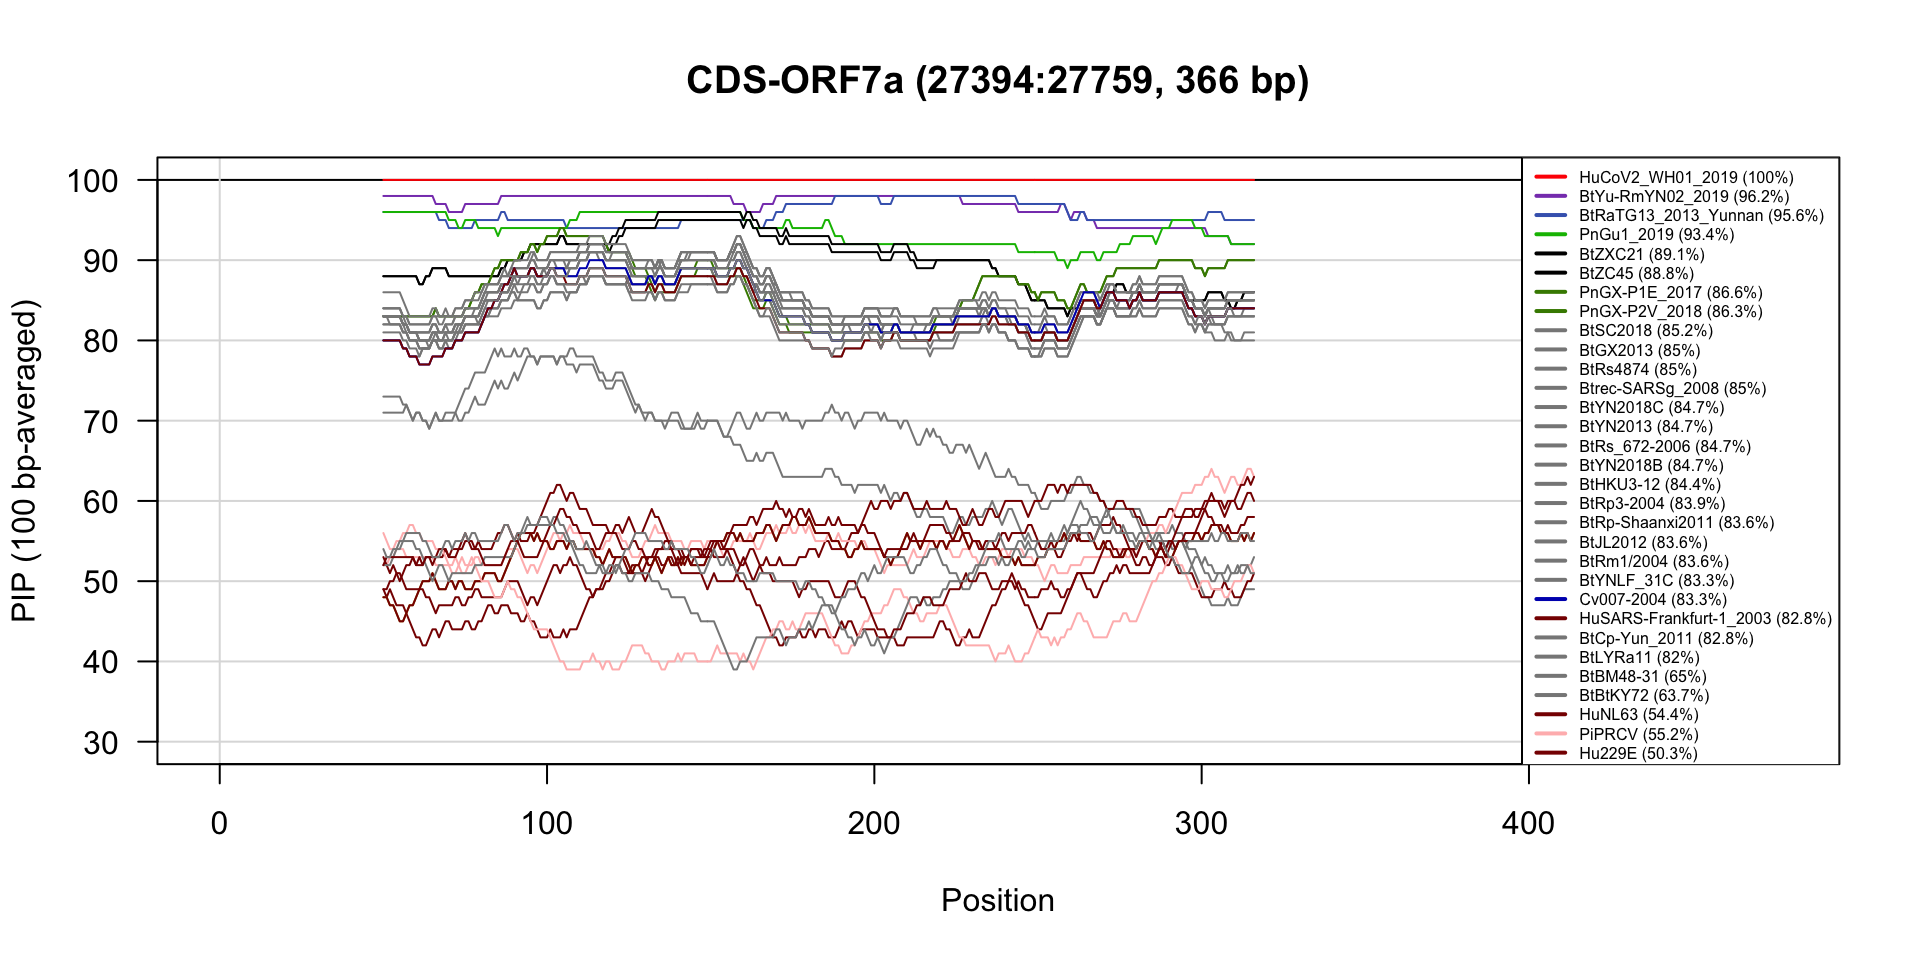 CDS-ORF7a (27394:27759, 366 bp)
PIP (100 bp-averaged)
100
90
80
70
60
50
40
30
0
100
200
300
400
Position
HuCoV2_WH01_2019 (100%)
BtYu-RmYN02_2019 (96.2%)
BtRaTG13_2013_Yunnan (95.6%)
PnGu1_2019 (93.4%)
BtZXC21 (89.1%)
BtZC45 (88.8%)
PnGX-P1E_2017 (86.6%)
PnGX-P2V_2018 (86.3%)
BtSC2018 (85.2%)
BtGX2013 (85%)
BtRs4874 (85%)
Btrec-SARSg_2008 (85%)
BtYN2018C (84.7%)
BtYN2013 (84.7%)
BtRs_672-2006 (84.7%)
BtYN2018B (84.7%)
BtHKU3-12 (84.4%)
BtRp3-2004 (83.9%)
BtRp-Shaanxi2011 (83.6%)
BtJL2012 (83.6%)
BtRm1/2004 (83.6%)
BtYNLF_31C (83.3%)
Cv007-2004 (83.3%)
HuSARS-Frankfurt-1_2003 (82.8%)
BtCp-Yun_2011 (82.8%)
BtLYRa11 (82%)
BtBM48-31 (65%)
BtBtKY72 (63.7%)
HuNL63 (54.4%)
PiPRCV (55.2%)
Hu229E (50.3%)